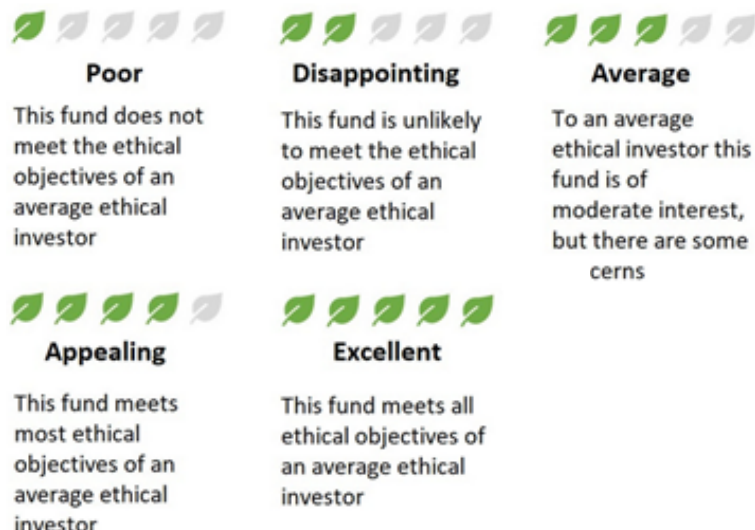 Poor
This fund does not
meet the ethical
objectives of an
average ethical
investor
Disappointing
This fund is unlikely
to meet the ethical
objectives of an
average ethical
investor
Average
To an average
ethical investor this
fund is of
moderate interest,
but there are some
cerns
Appealing
This fund meets
most ethical
objectives of an
average ethical
investor
Excellent
This fund meets all
ethical objectives of
an average ethical
investor